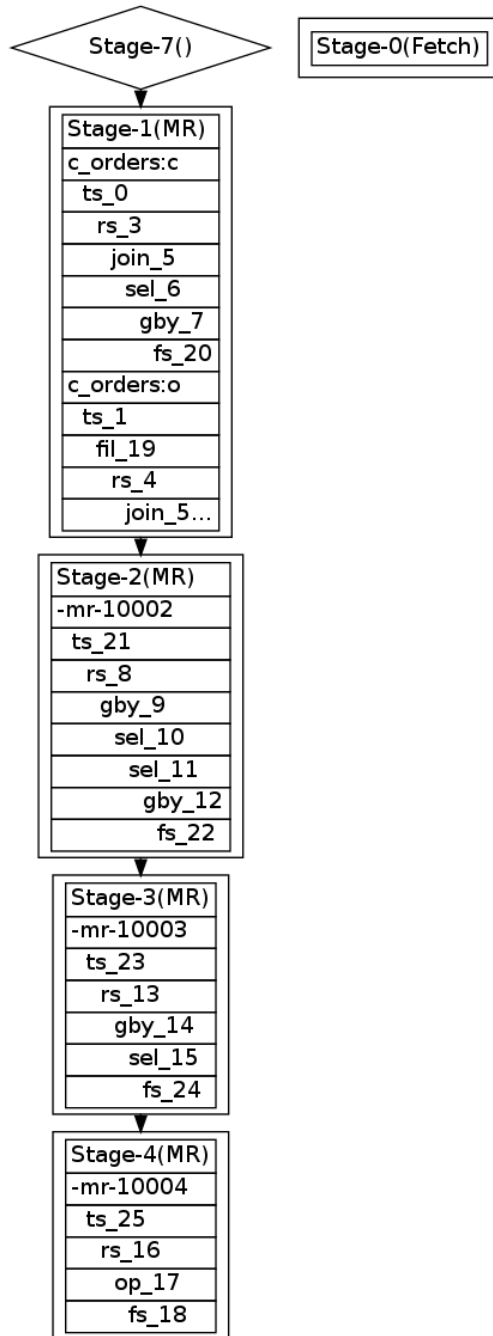 Stage-7()
Stage-0(Fetch)
Stage-1(MR)
c_orders:c
ts_0
rs_3
join_5
sel_6
gby_7
fs_20
c_orders:o
ts_1
fil_19
rs_4
join_5...
Stage-2(MR)
-mr-10002
ts_21
rs_8
gby_9
sel_10
sel_11
gby_12
fs_22
Stage-3(MR)
-mr-10003
ts_23
rs_13
gby_14
sel_15
fs_24
Stage-4(MR)
-mr-10004
ts_25
rs_16
op_17
fs_18